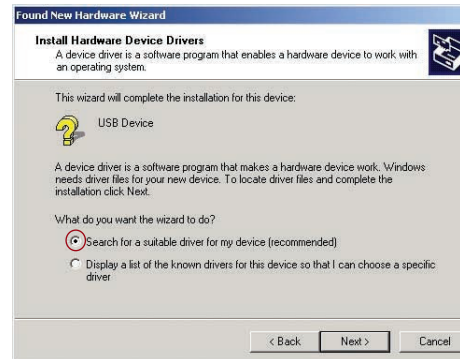 Found New Hardware Wizard
Install Hardware Device Drivers
A device driver is a software program that enables a hardware device to work with
an operating system.
This wizard will complete the installation for this device:
USB Device
A device driver is a software program that makes a hardware device work. Windows
needs driver files for your new device. To locate driver files and complete the
installation click Next.
What do you want the wizard to do?
Search for a suitable driver for my device (recommended)
Display a list of the known drivers for this device so that I can choose a specific
driver
< Back Next > Cancel